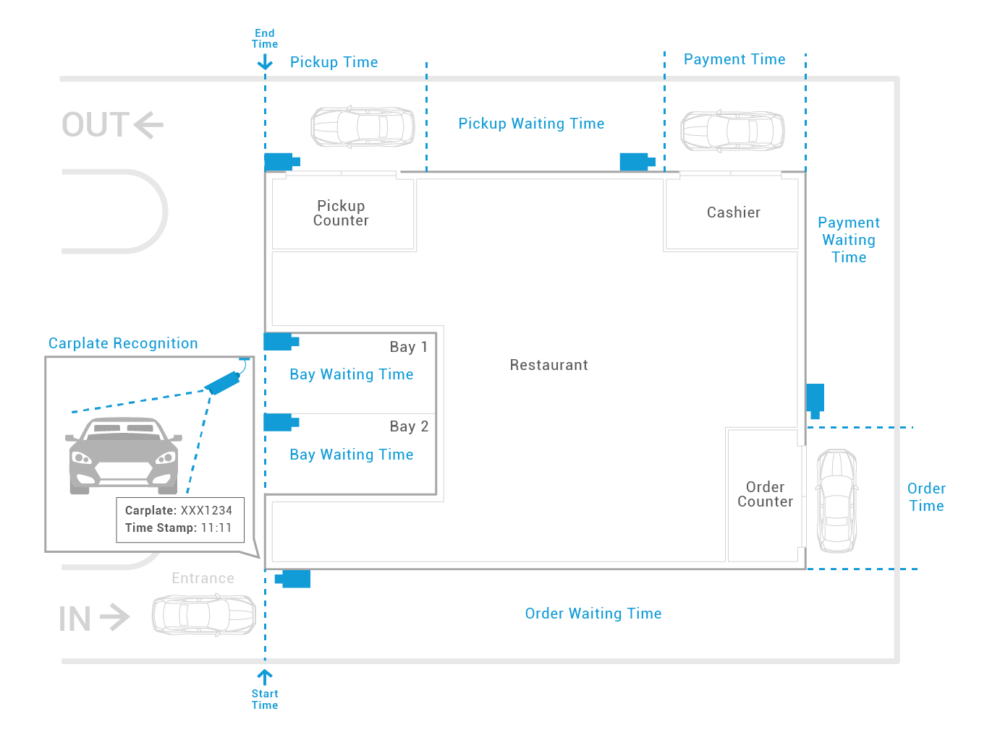 End
Time
Pickup Time
Payment Time
OUT
Pickup Waiting Time
Pickup
Counter
Cashier
Payment
Waiting
Time
Carplate Recognition
Bay 1
Bay Waiting Time
Restaurant
Bay 2
Bay Waiting Time
Order
Counter
Order
Time
Carplate: XXX1234
Time Stamp: 11:11
Entrance
IN
Order Waiting Time
Start
Time